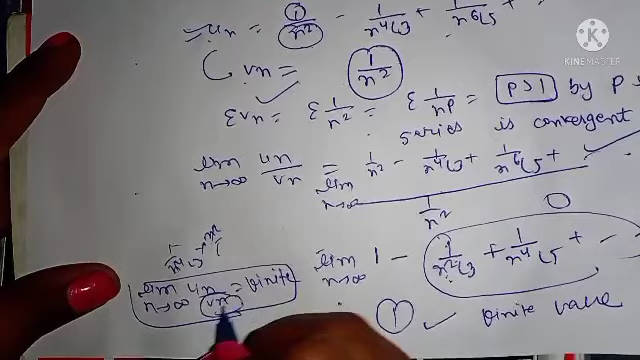 un = 1/n² - 1/n⁴∟3 + 1/n⁶∟5 +
vn = 1/n²
KINEMASTER
Σvn = Σ 1/n² = Σ 1/nᴾ = P>1 by P
series is convergent
lim n→∞ un/vn = lim n→∞ 1/n² - 1/n⁴∟3 + 1/n⁶∟5 +
1/n²
0
lim n→∞ 1 - 1/n²∟3 + 1/n⁴∟5 + -
lim n→∞ un/vn = finite
1 finite value